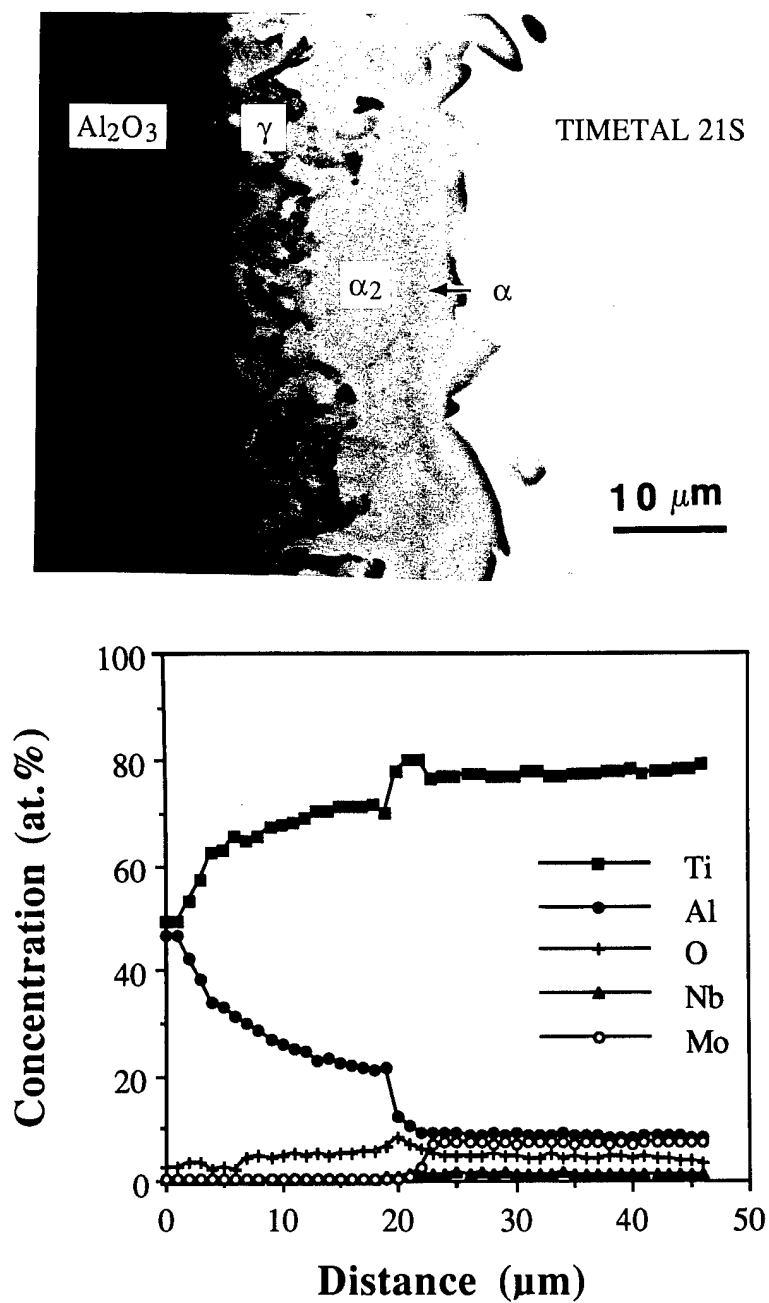 Al₂O₃
γ
TIMETAL 21S
α₂
α
10 μm
100
80
60
40
20
0
Concentration (at.%)
Ti
Al
O
Nb
Mo
0 10 20 30 40 50
Distance (μm)